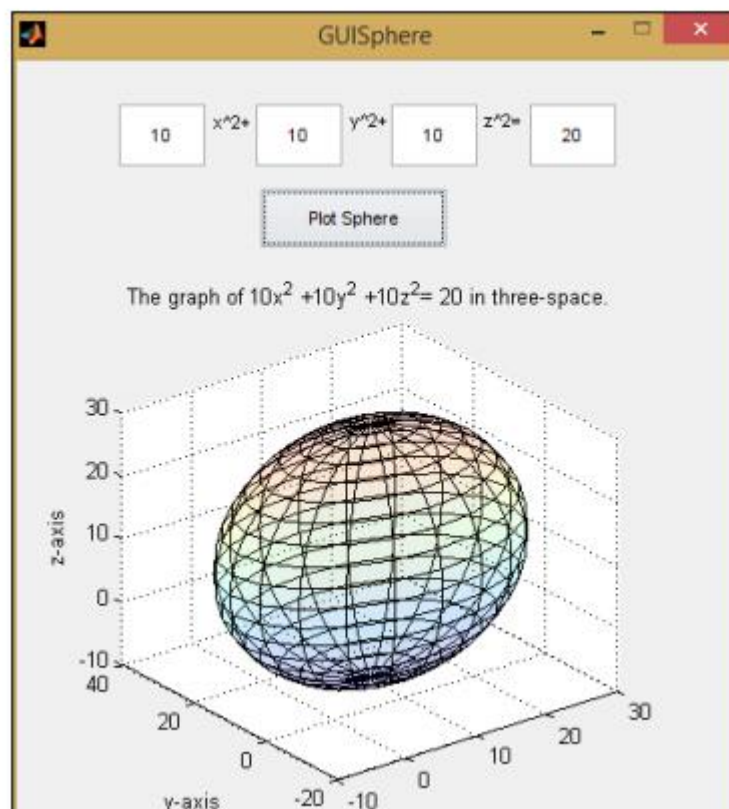 GUISphere
10 x^2+ 10 y^2+ 10 z^2= 20
Plot Sphere
The graph of 10x² +10y² +10z²= 20 in three-space.
30
20
10
0
-10
z-axis
40
20
0
-20
y-axis
-10
0
10
20
30